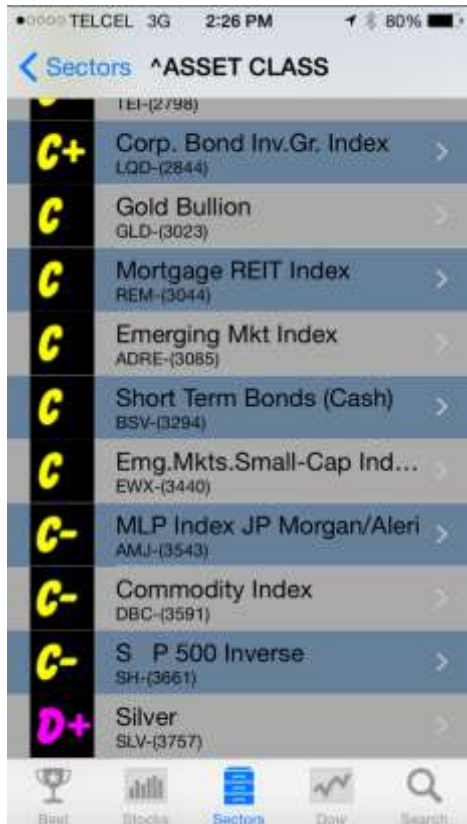 TELCEL 3G 2:26 PM 80%
Sectors ^ASSET CLASS
TEI-(2798)
C+ Corp. Bond Inv.Gr. Index
LQD-(2844)
C Gold Bullion
GLD-(3023)
C Mortgage REIT Index
REM-(3044)
C Emerging Mkt Index
ADRE-(3085)
C Short Term Bonds (Cash)
BSV-(3294)
C Emg.Mkts.Small-Cap Ind...
EWX-(3440)
C- MLP Index JP Morgan/Aleri
AMJ-(3543)
C- Commodity Index
DBC-(3591)
C- S P 500 Inverse
SH-(3661)
D+ Silver
SLV-(3757)
Best Stocks Sectors Dow Search